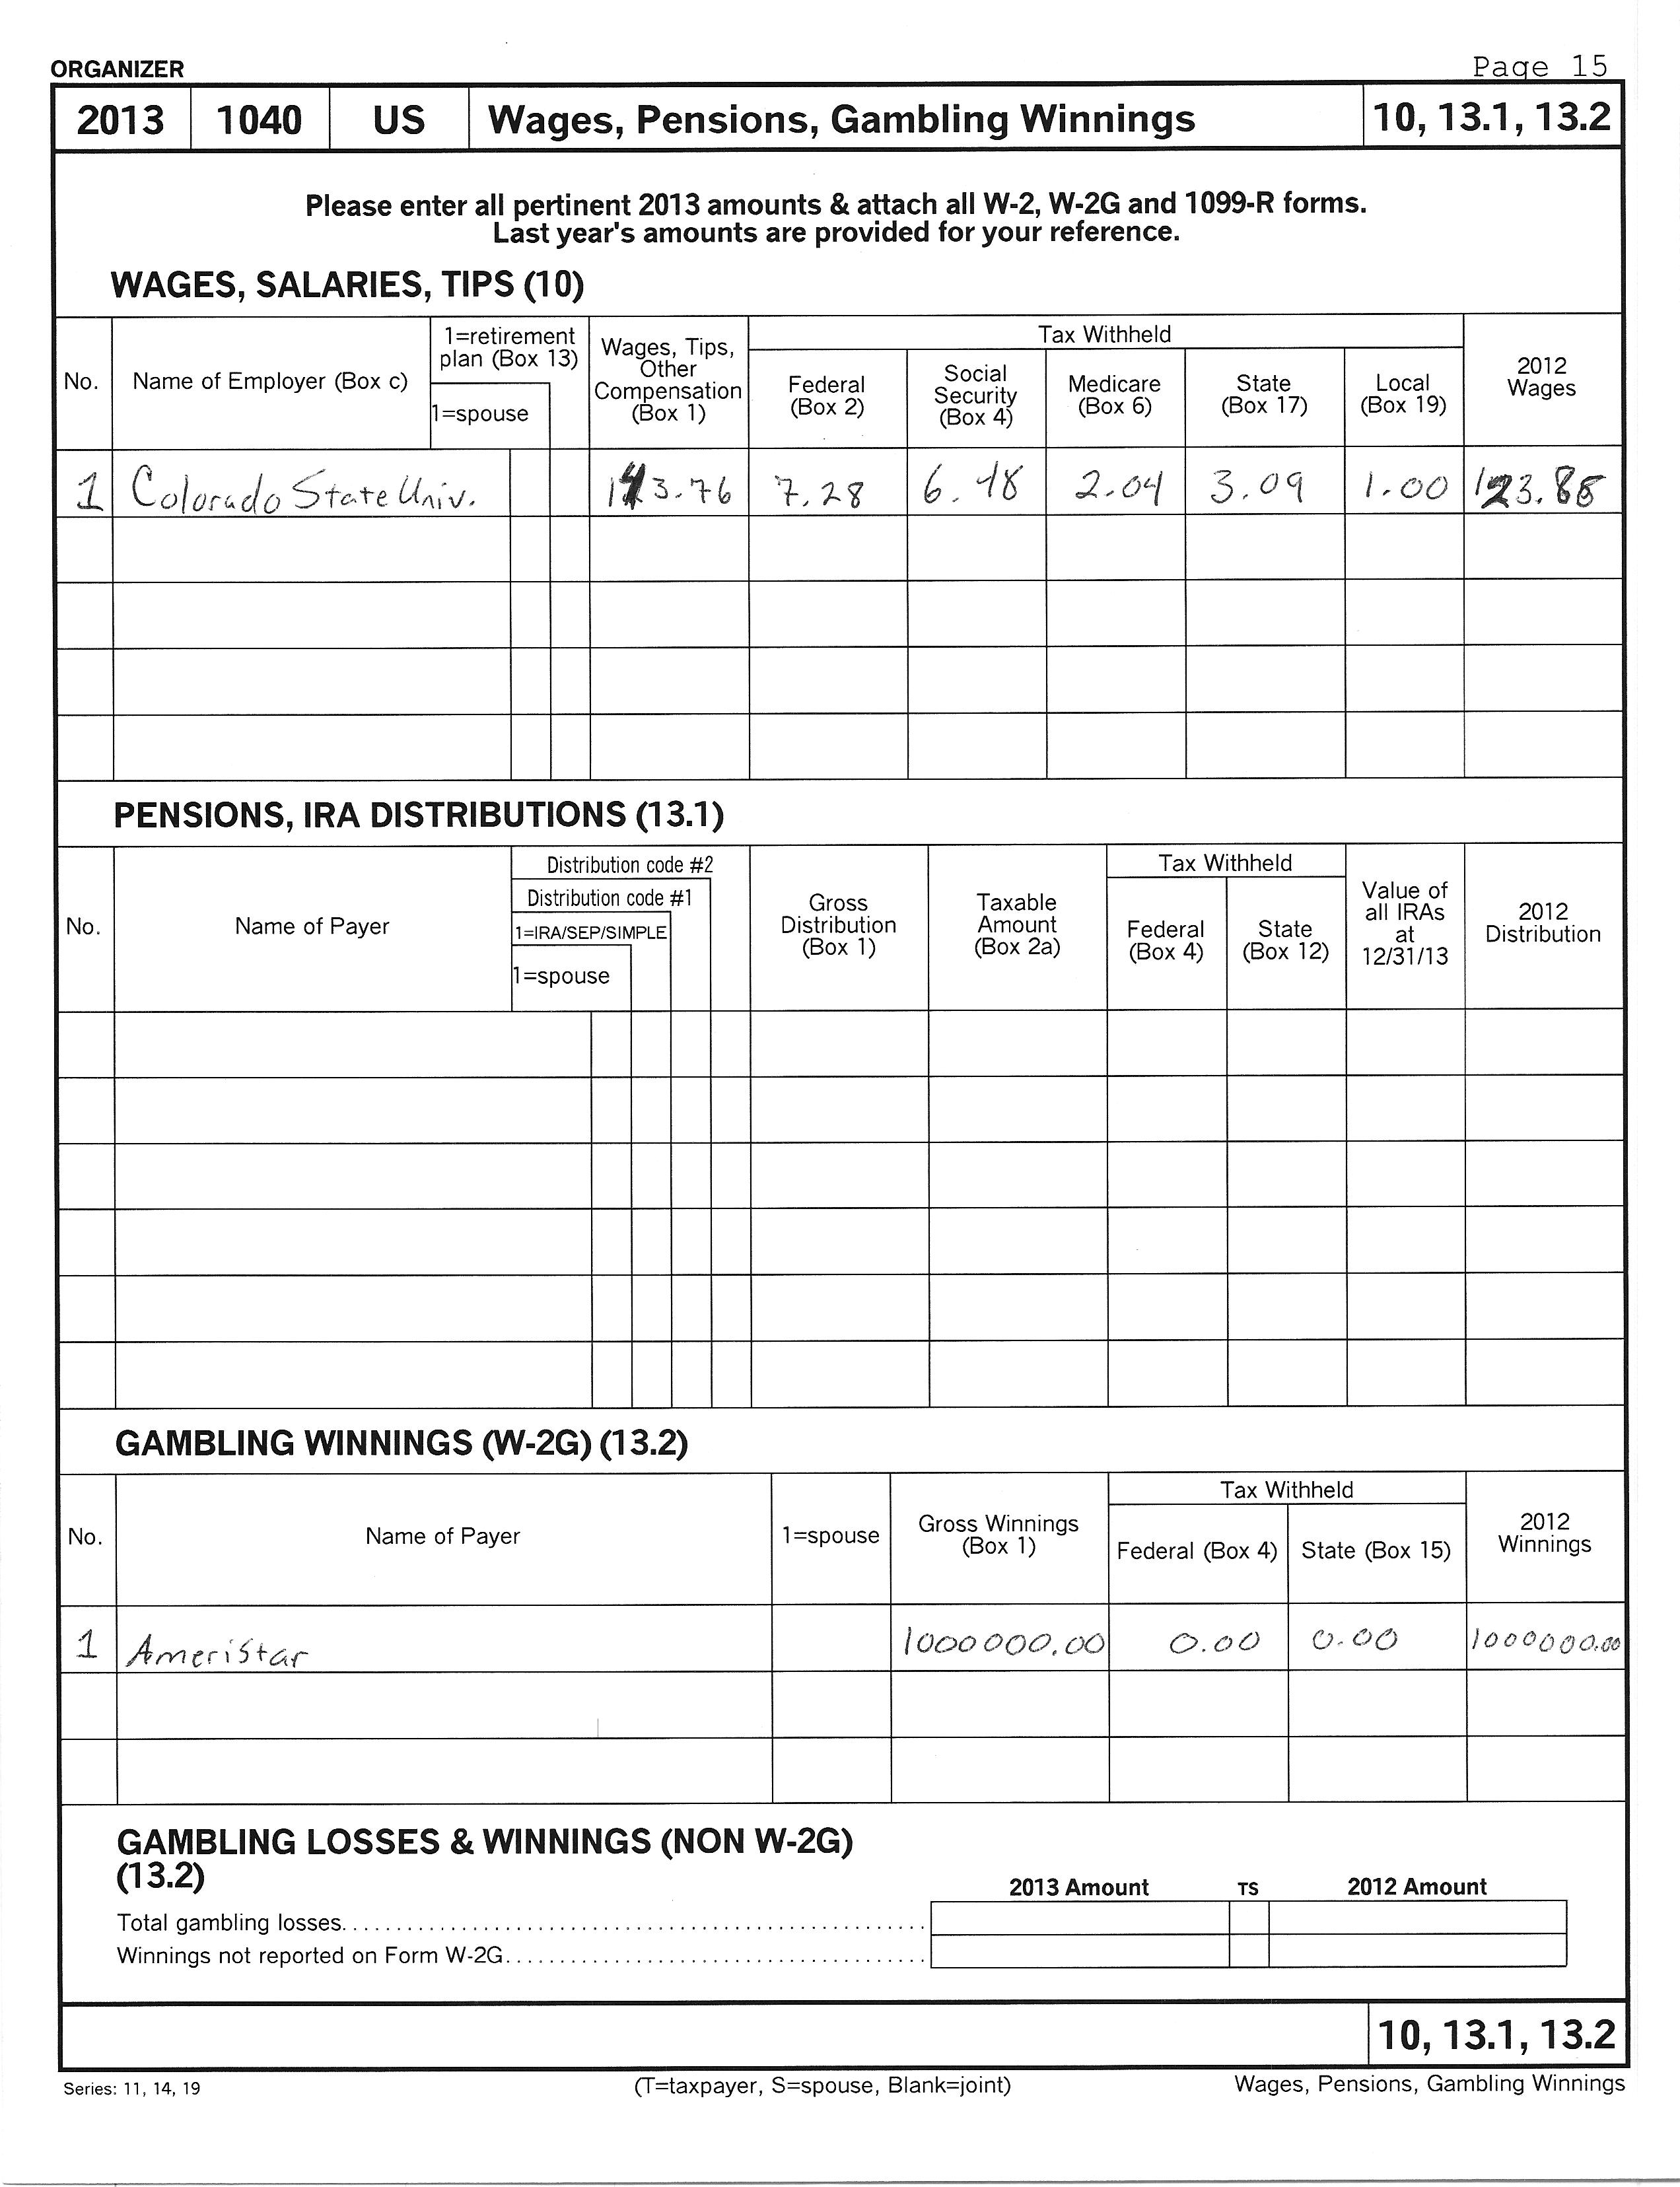 ORGANIZER
Page 15
2013 1040 US Wages, Pensions, Gambling Winnings 10, 13.1, 13.2
Please enter all pertinent 2013 amounts & attach all W-2, W-2G and 1099-R forms.
Last year's amounts are provided for your reference.
WAGES, SALARIES, TIPS (10)
No.
Name of Employer (Box c)
1=retirement
plan (Box 13)
1=spouse
Wages, Tips,
Other
Compensation
(Box 1)
Tax Withheld
Federal
(Box 2)
Social
Security
(Box 4)
Medicare
(Box 6)
State
(Box 17)
Local
(Box 19)
2012
Wages
1 Colorado State Univ. 7.28 6.48 2.04 3.09 1.00 123.88
PENSIONS, IRA DISTRIBUTIONS (13.1)
No.
Name of Payer
Distribution code #2
Distribution code #1
1=IRA/SEP/SIMPLE
1=spouse
Gross
Distribution
(Box 1)
Taxable
Amount
(Box 2a)
Tax Withheld
Federal
(Box 4)
State
(Box 12)
Value of
all IRAs
at
12/31/13
2012
Distribution
GAMBLING WINNINGS (W-2G) (13.2)
No.
Name of Payer
1=spouse
Gross Winnings
(Box 1)
Tax Withheld
Federal (Box 4)
State (Box 15)
2012
Winnings
1 AmeriStar 1000000.00 0.00 0.00 1000000.00
GAMBLING LOSSES & WINNINGS (NON W-2G)
(13.2)
2013 Amount TS 2012 Amount
Total gambling losses
Winnings not reported on Form W-2G
10, 13.1, 13.2
Series: 11, 14, 19 (T=taxpayer, S=spouse, Blank=joint) Wages, Pensions, Gambling Winnings